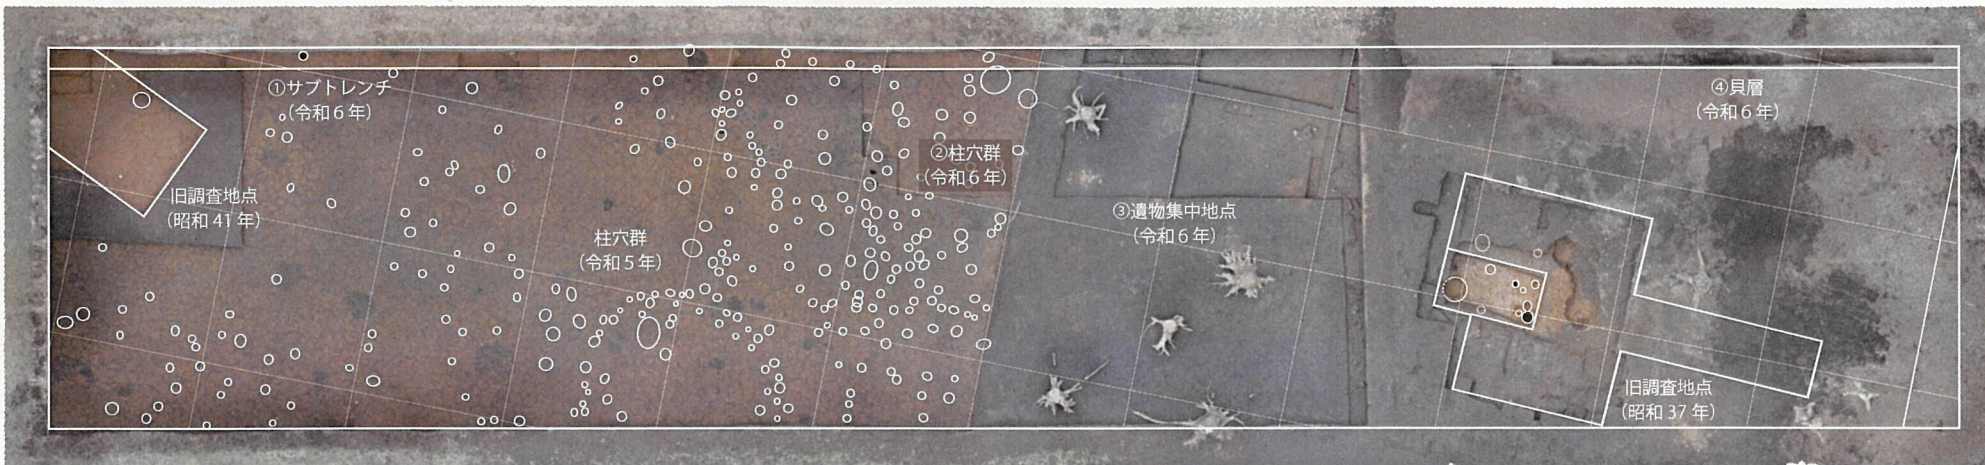 ①サブトレンチ
（令和６年）
旧調査地点
（昭和 41 年）
柱穴群
（令和５年）
②柱穴群
（令和６年）
③遺物集中地点
（令和６年）
④貝層
（令和６年）
旧調査地点
（昭和 37 年）